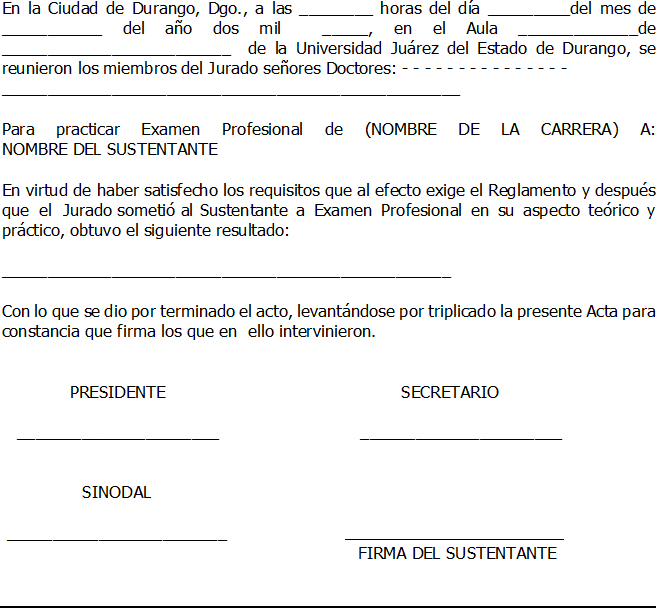 En la Ciudad de Durango, Dgo., a las ________ horas del día _________del mes de
___________ del año dos mil _____, en el Aula _____________de
_________________________ de la Universidad Juárez del Estado de Durango, se
reunieron los miembros del Jurado señores Doctores: - - - - - - - - - - - - - - -
__________________________________________________
Para practicar Examen Profesional de (NOMBRE DE LA CARRERA) A:
NOMBRE DEL SUSTENTANTE
En virtud de haber satisfecho los requisitos que al efecto exige el Reglamento y después
que el Jurado sometió al Sustentante a Examen Profesional en su aspecto teórico y
práctico, obtuvo el siguiente resultado:
_________________________________________________
Con lo que se dio por terminado el acto, levantándose por triplicado la presente Acta para
constancia que firma los que en ello intervinieron.
PRESIDENTE SECRETARIO
______________________ ______________________
SINODAL
________________________ ________________________
FIRMA DEL SUSTENTANTE